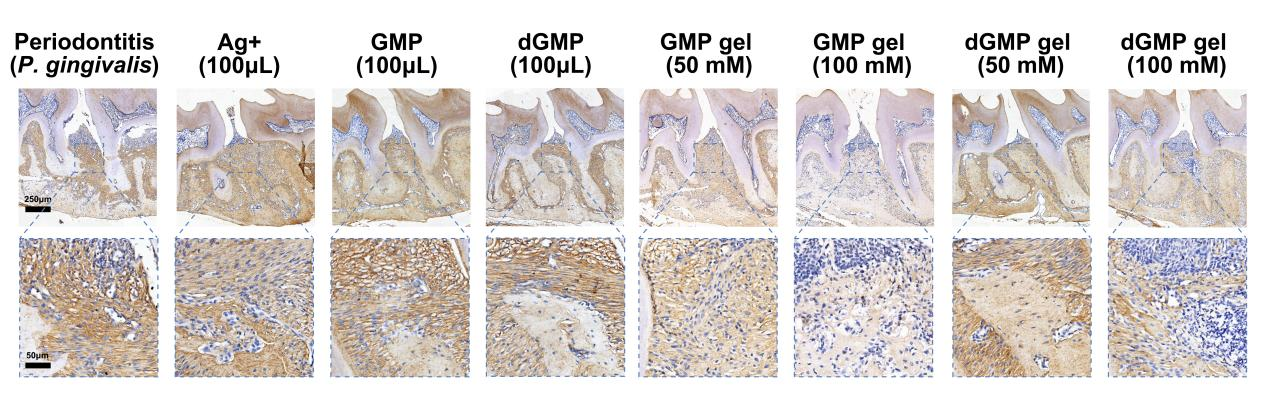 Periodontitis
(P. gingivalis)
Ag+
(100μL)
GMP
(100μL)
dGMP
(100μL)
GMP gel
(50 mM)
GMP gel
(100 mM)
dGMP gel
(50 mM)
dGMP gel
(100 mM)
250μm
50μm